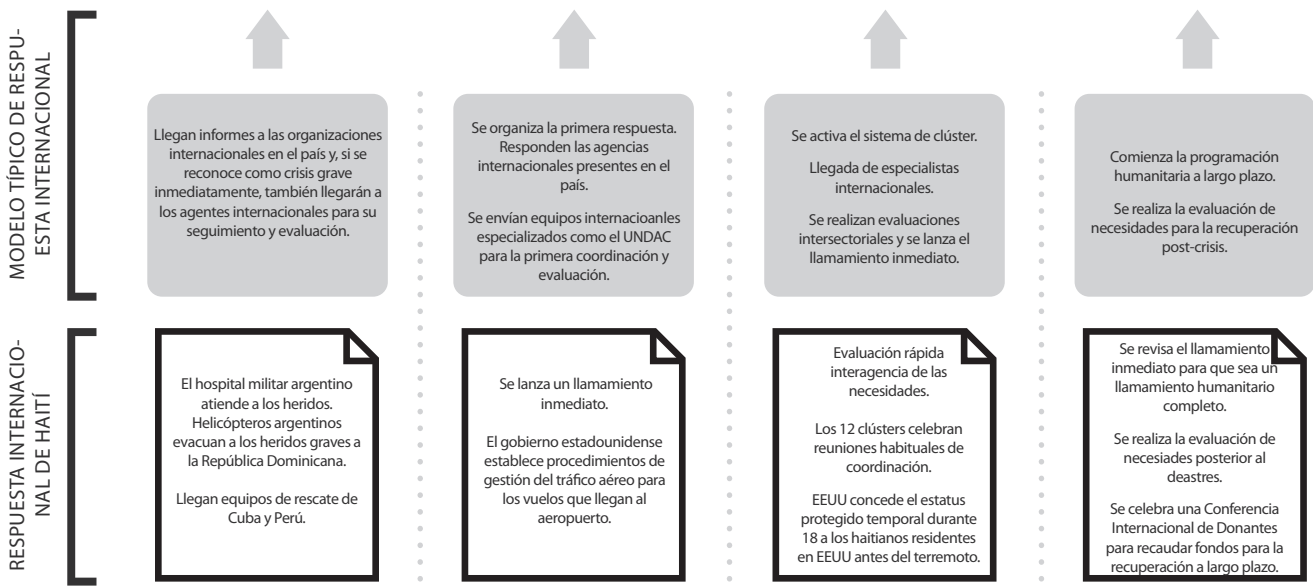 MODELO TÍPICO DE RESPU-
ESTA INTERNACIONAL
Llegan informes a las organizaciones
internacionales en el país y, si se
reconoce como crisis grave
inmediatamente, también llegarán a
los agentes internacionales para su
seguimiento y evaluación.
Se organiza la primera respuesta.
Responden las agencias
internacionales presentes en el
país.
Se envían equipos internacioanles
especializados como el UNDAC
para la primera coordinación y
evaluación.
Se activa el sistema de clúster.
Llegada de especialistas
internacionales.
Se realizan evaluaciones
intersectoriales y se lanza el
llamamiento inmediato.
Comienza la programación
humanitaria a largo plazo.
Se realiza la evaluación de
necesidades para la recuperación
post-crisis.
RESPUESTA INTERNACIO-
NAL DE HAITÍ
El hospital militar argentino
atiende a los heridos.
Helicópteros argentinos
evacuan a los heridos graves a
la República Dominicana.
Llegan equipos de rescate de
Cuba y Perú.
Se lanza un llamamiento
inmediato.
El gobierno estadounidense
establece procedimientos de
gestión del tráfico aéreo para
los vuelos que llegan al
aeropuerto.
Evaluación rápida
interagencia de las
necesidades.
Los 12 clústers celebran
reuniones habituales de
coordinación.
EEUU concede el estatus
protegido temporal durante
18 a los haitianos residentes
en EEUU antes del terremoto.
Se revisa el llamamiento
inmediato para que sea un
llamamiento humanitario
completo.
Se realiza la evaluación de
necesiades posterior al
deastres.
Se celebra una Conferencia
Internacional de Donantes
para recaudar fondos para la
recuperación a largo plazo.